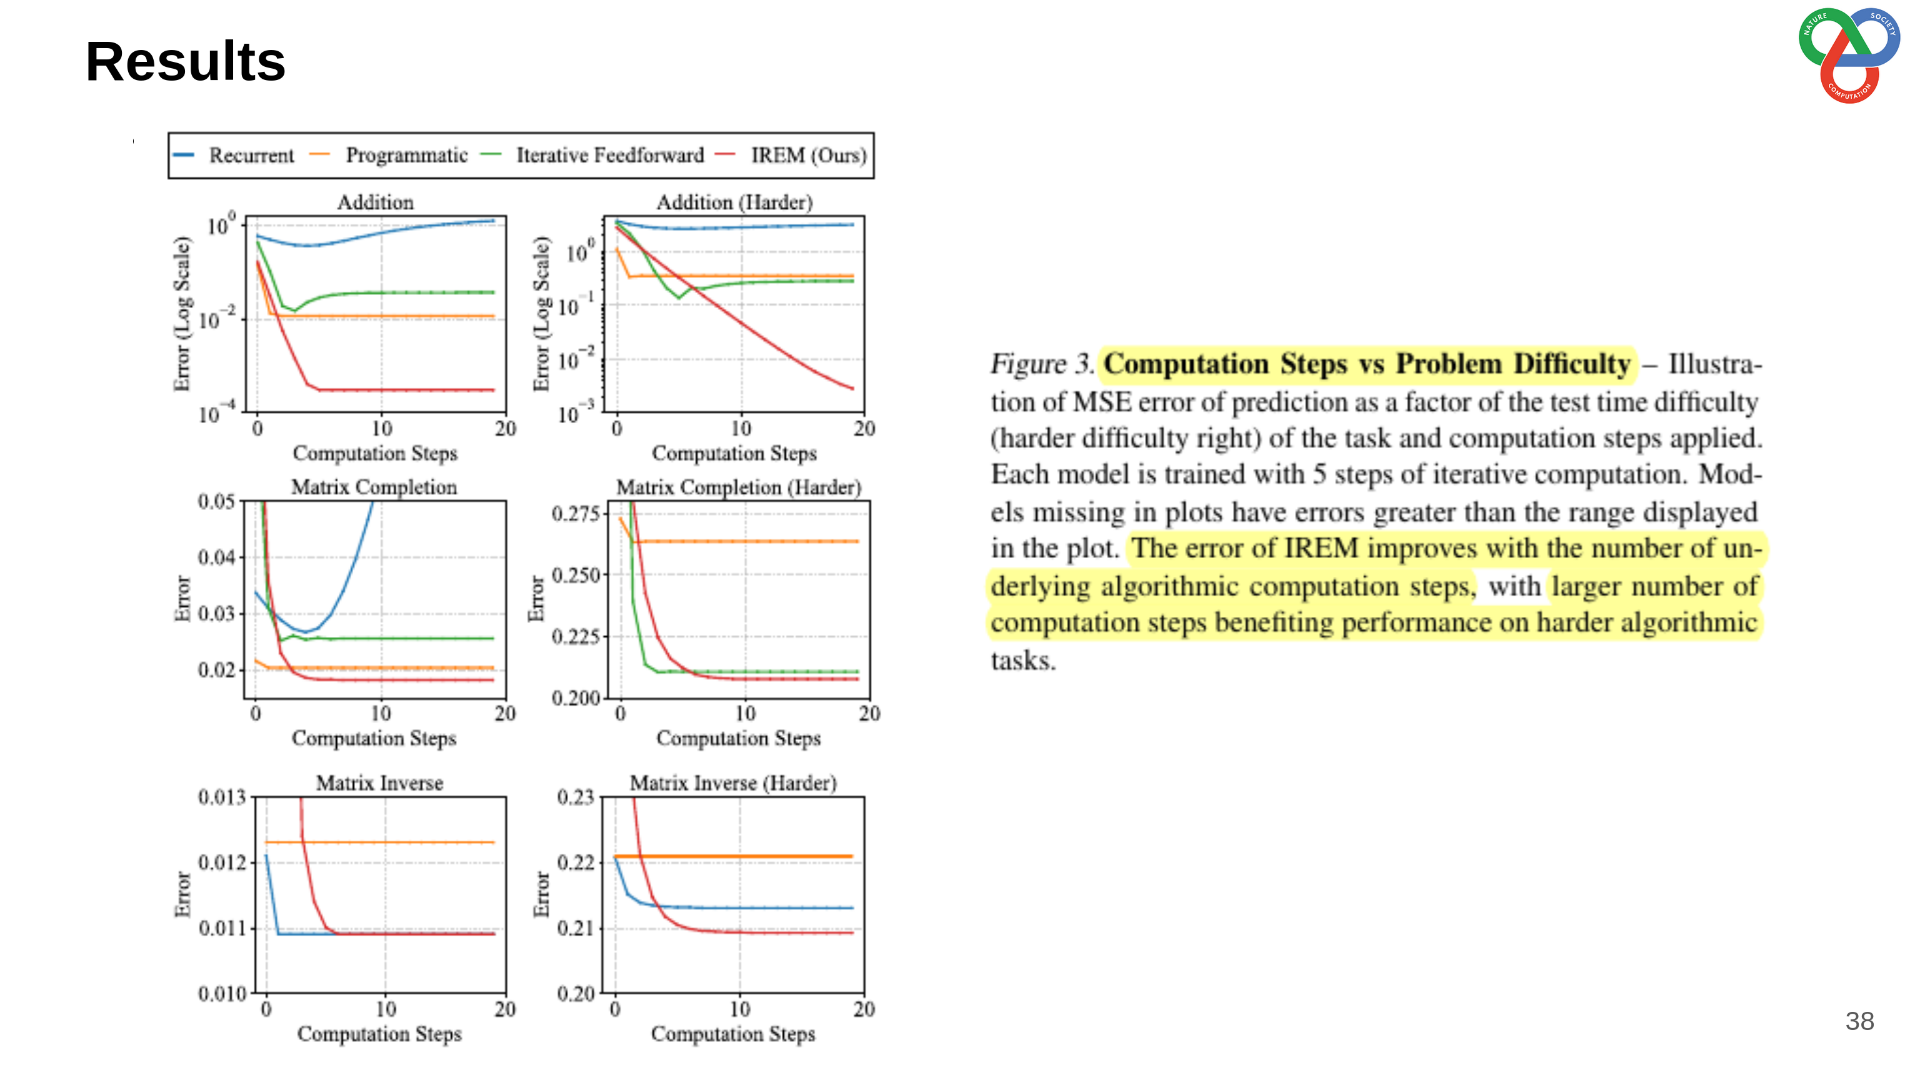 Results
NATURE
SOCIETY
COMPUTATION
Recurrent Programmatic Iterative Feedforward IREM (Ours)
Addition
Error (Log Scale)
10^0
10^−2
10^−4
0 10 20
Computation Steps
Addition (Harder)
Error (Log Scale)
10^0
10^−1
10^−2
10^−3
0 10 20
Computation Steps
Matrix Completion
Error
0.05
0.04
0.03
0.02
0 10 20
Computation Steps
Matrix Completion (Harder)
Error
0.275
0.250
0.225
0.200
0 10 20
Computation Steps
Matrix Inverse
Error
0.013
0.012
0.011
0.010
0 10 20
Computation Steps
Matrix Inverse (Harder)
Error
0.23
0.22
0.21
0.20
0 10 20
Computation Steps
Figure 3. Computation Steps vs Problem Difficulty – Illustra-
tion of MSE error of prediction as a factor of the test time difficulty
(harder difficulty right) of the task and computation steps applied.
Each model is trained with 5 steps of iterative computation. Mod-
els missing in plots have errors greater than the range displayed
in the plot. The error of IREM improves with the number of un-
derlying algorithmic computation steps, with larger number of
computation steps benefiting performance on harder algorithmic
tasks.
38